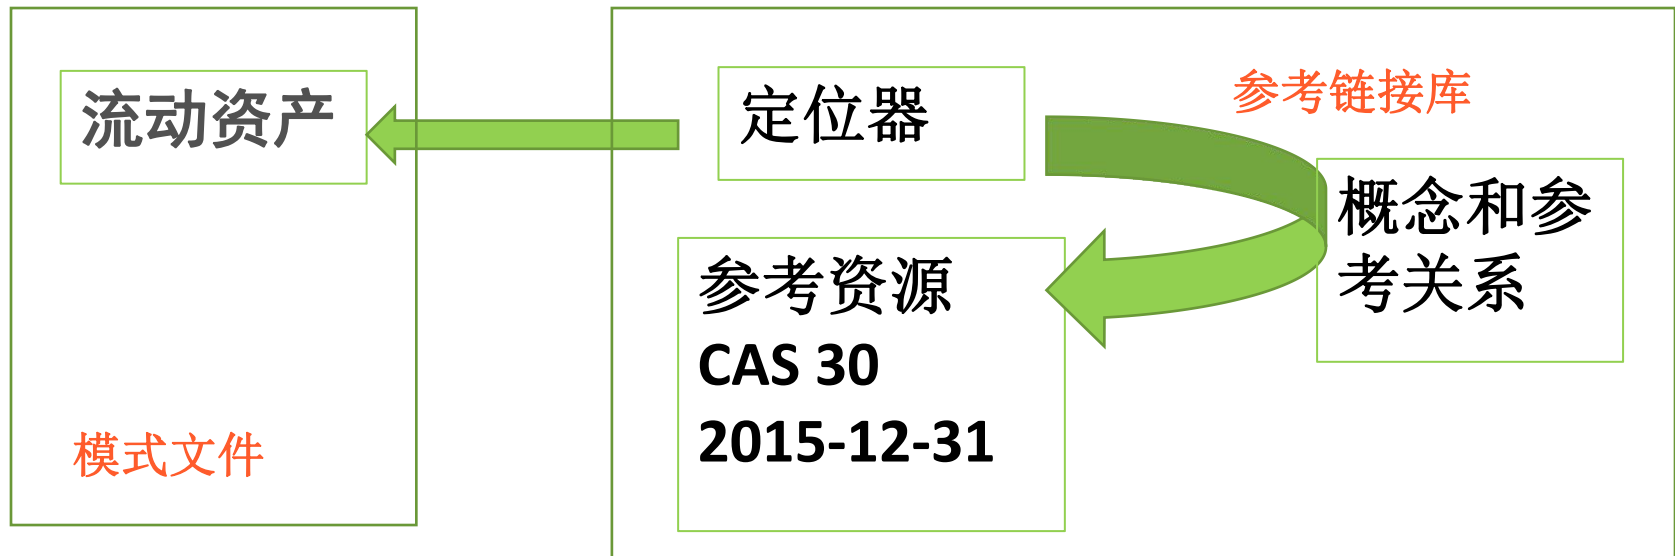 流动资产
模式文件
定位器
参考链接库
概念和参
考关系
参考资源
CAS 30
2015-12-31